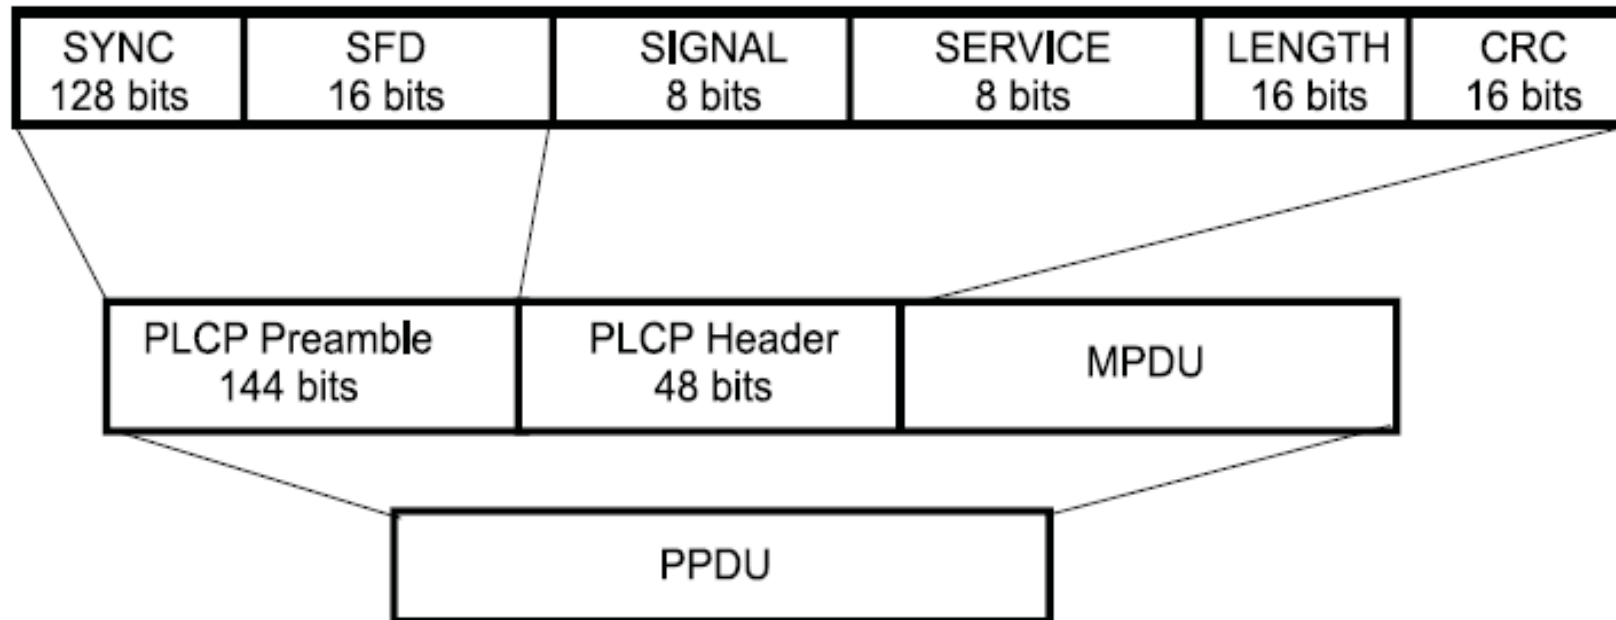 SYNC SFD SIGNAL SERVICE LENGTH CRC
128 bits 16 bits 8 bits 8 bits 16 bits 16 bits
PLCP Preamble PLCP Header MPDU
144 bits 48 bits
PPDU